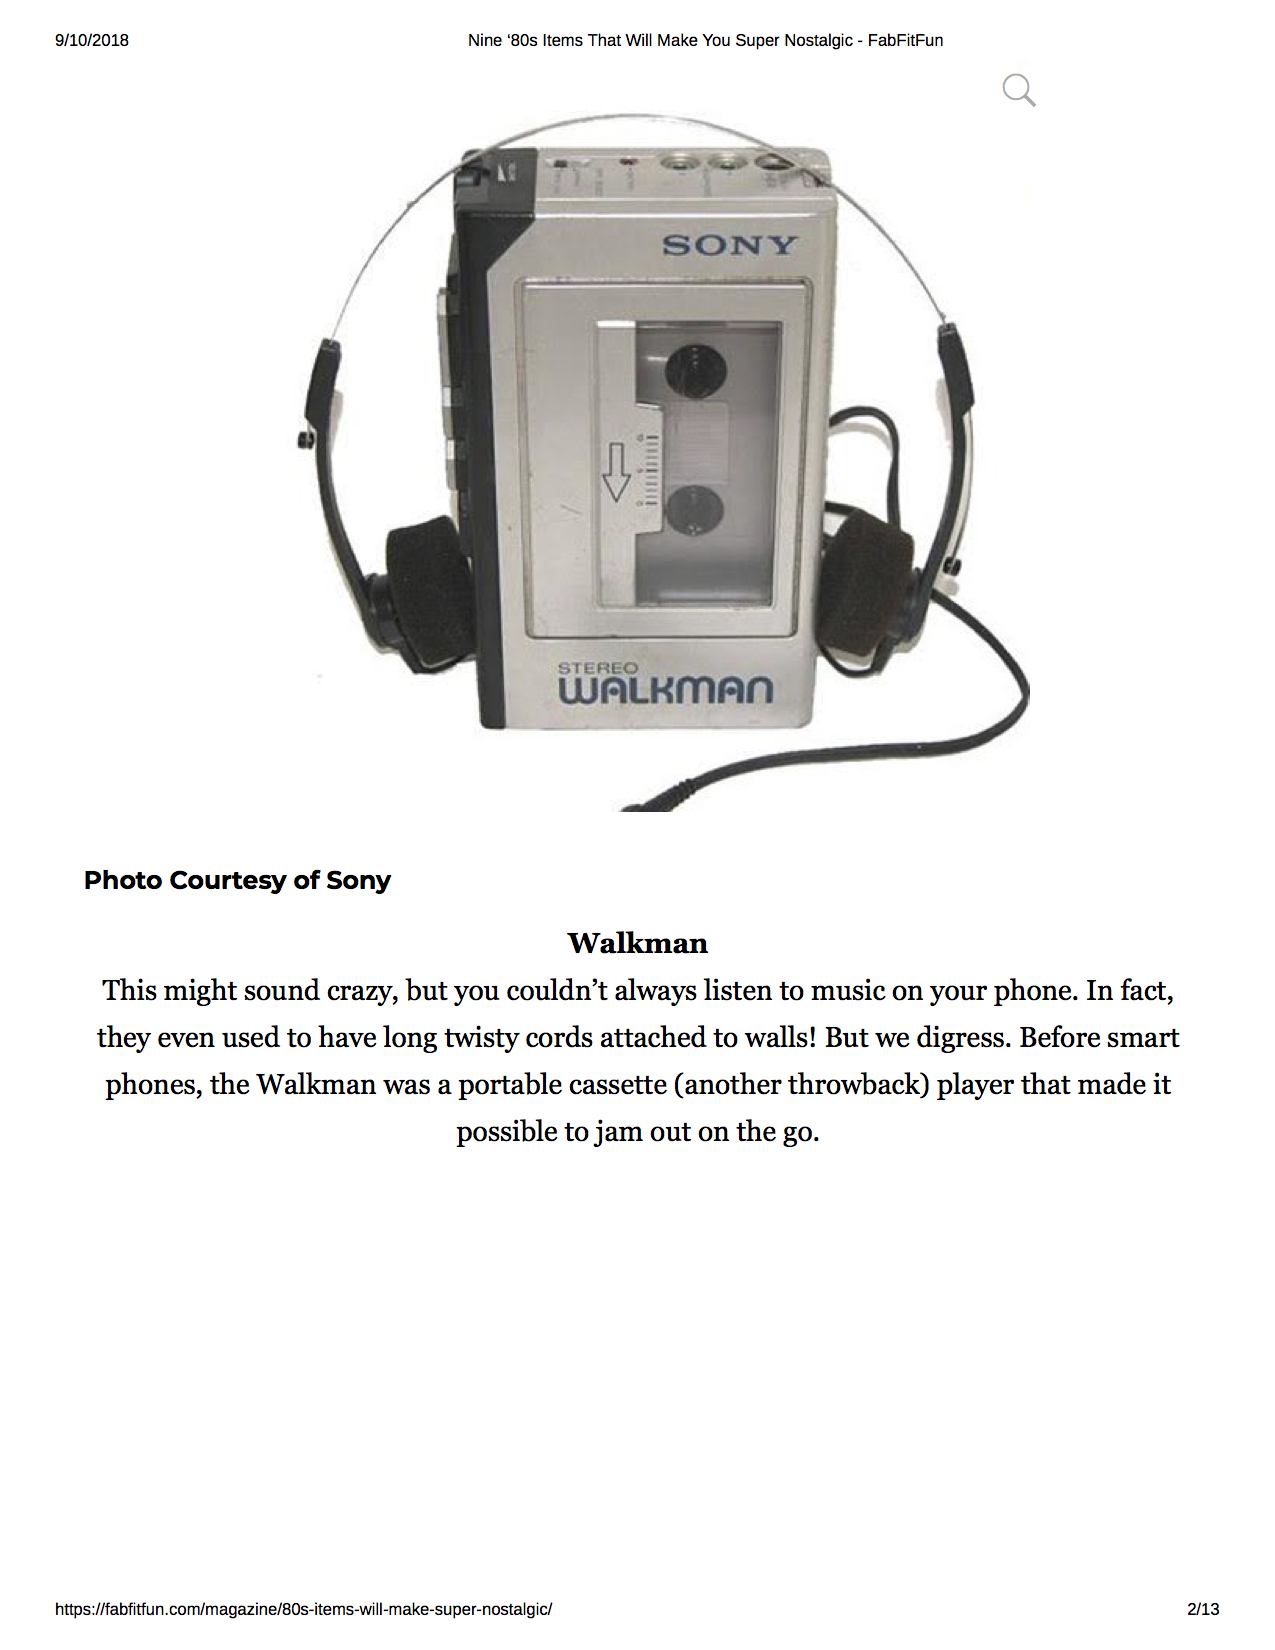 9/10/2018 Nine ‘80s Items That Will Make You Super Nostalgic - FabFitFun
SONY
STEREO
WALKMAN
Photo Courtesy of Sony
Walkman
This might sound crazy, but you couldn’t always listen to music on your phone. In fact,
they even used to have long twisty cords attached to walls! But we digress. Before smart
phones, the Walkman was a portable cassette (another throwback) player that made it
possible to jam out on the go.
https://fabfitfun.com/magazine/80s-items-will-make-super-nostalgic/ 2/13